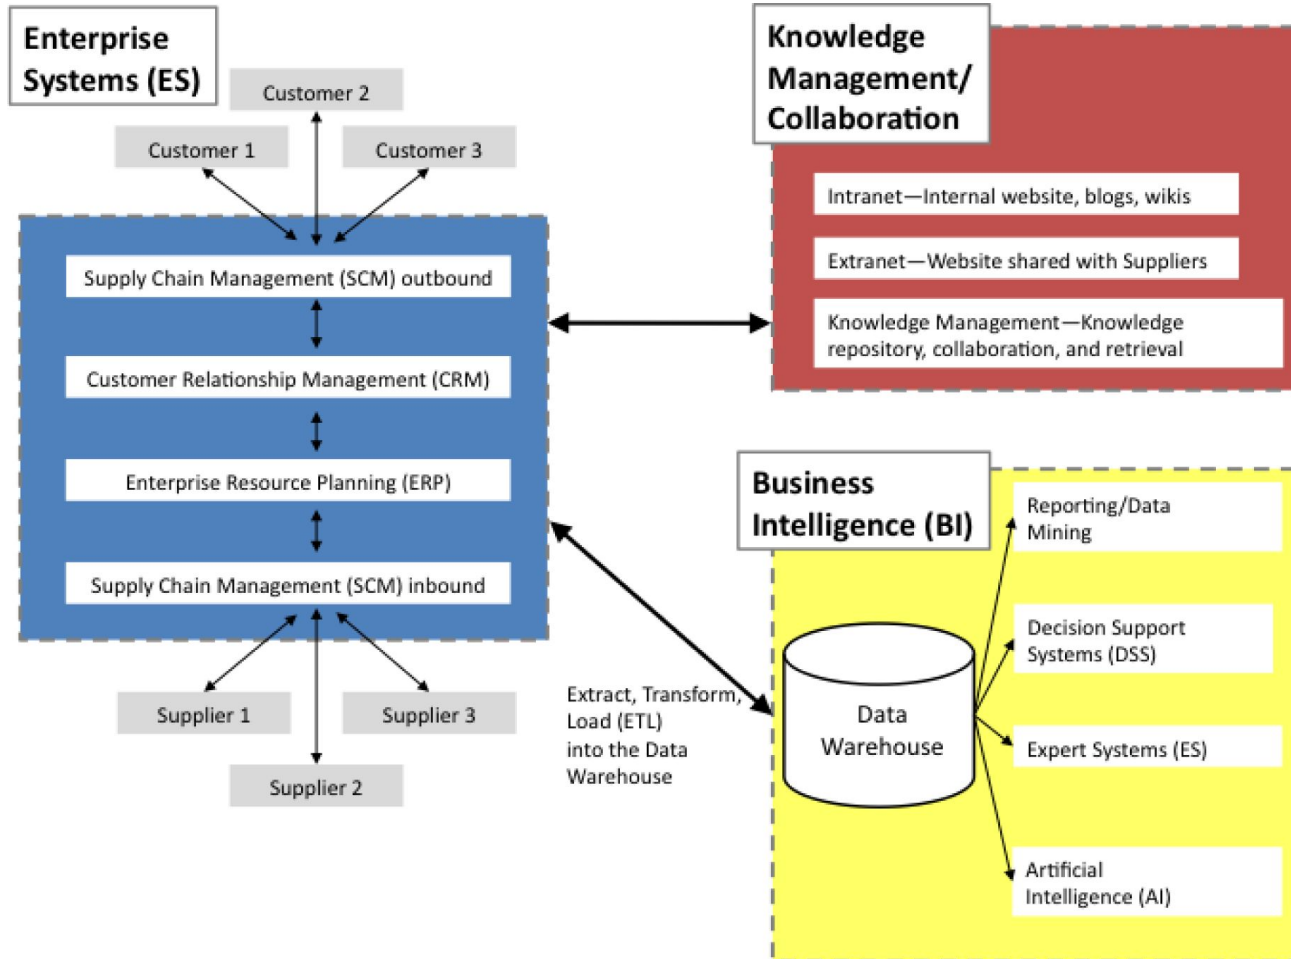 Enterprise
Systems (ES)
Customer 2
Customer 1
Customer 3
Supply Chain Management (SCM) outbound
Customer Relationship Management (CRM)
Enterprise Resource Planning (ERP)
Supply Chain Management (SCM) inbound
Supplier 1
Supplier 3
Supplier 2
Extract, Transform,
Load (ETL)
into the Data
Warehouse
Knowledge
Management/
Collaboration
Intranet—Internal website, blogs, wikis
Extranet—Website shared with Suppliers
Knowledge Management—Knowledge
repository, collaboration, and retrieval
Business
Intelligence (BI)
Data
Warehouse
Reporting/Data
Mining
Decision Support
Systems (DSS)
Expert Systems (ES)
Artificial
Intelligence (AI)